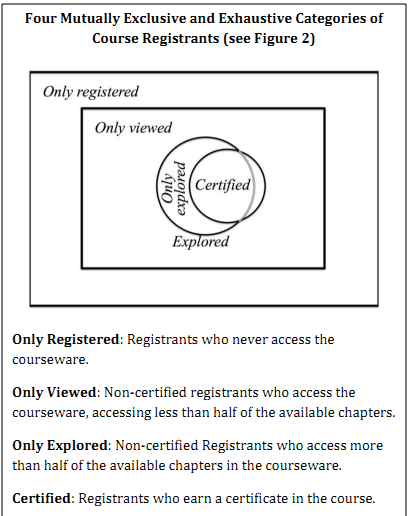 Four Mutually Exclusive and Exhaustive Categories of
Course Registrants (see Figure 2)
Only registered
Only viewed
Only
explored
Certified
Explored
Only Registered: Registrants who never access the
courseware.
Only Viewed: Non-certified registrants who access the
courseware, accessing less than half of the available chapters.
Only Explored: Non-certified Registrants who access more
than half of the available chapters in the courseware.
Certified: Registrants who earn a certificate in the course.